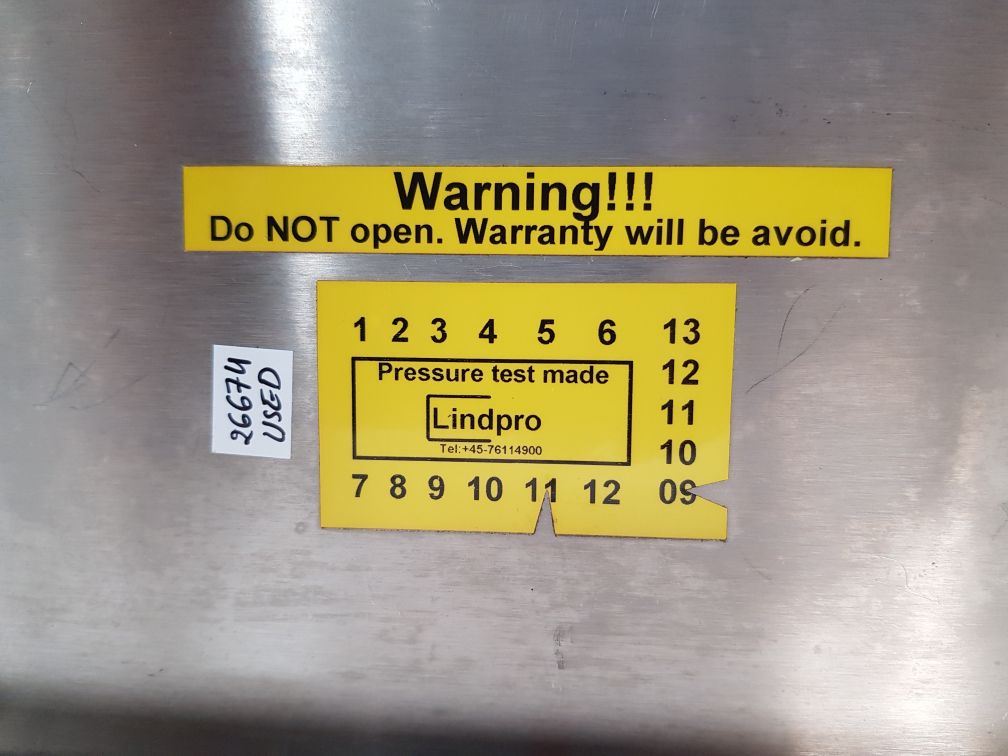 Warning!!!
Do NOT open. Warranty will be avoid.
1 2 3 4 5 6 13
Pressure test made
12
Lindpro
11
Tel:+45-76114900
10
7 8 9 10 11 12 09
26674
USED